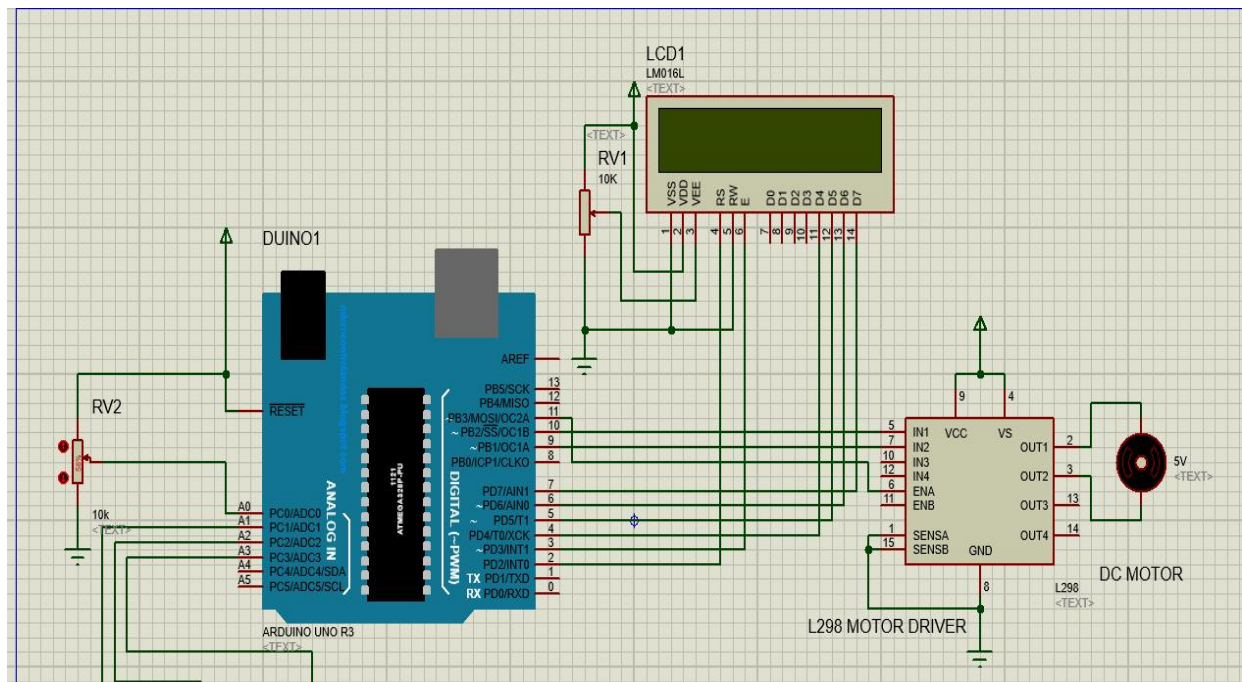 LCD1
LM016L
<TEXT>
<TEXT>
RV1
10K
VSS
VDD
VEE
RS
RW
E
D0
D1
D2
D3
D4
D5
D6
D7
1
2
3
4
5
6
7
8
9
10
11
12
13
14
DUINO1
AREF
PB5/SCK 13
PB4/MISO 12
~PB3/MOSI/OC2A 11
~PB2/SS/OC1B 10
~PB1/OC1A 9
PB0/ICP1/CLKO 8
PD7/AIN1 7
~PD6/AIN0 6
~PD5/T1 5
PD4/T0/XCK 4
~PD3/INT1 3
PD2/INT0 2
TX PD1/TXD 1
RX PD0/RXD 0
DIGITAL (~PWM)
RESET
1121
ATMEGA328P-PU
ANALOG IN
A0 PC0/ADC0
A1 PC1/ADC1
A2 PC2/ADC2
A3 PC3/ADC3
A4 PC4/ADC4/SDA
A5 PC5/ADC5/SCL
ARDUINO UNO R3
<TEXT>
RV2
10k
<TEXT>
9
4
VCC
VS
5 IN1
7 IN2
10 IN3
12 IN4
6 ENA
11 ENB
1 SENSA
15 SENSB
GND
8
OUT1 2
OUT2 3
OUT3 13
OUT4 14
5V
<TEXT>
DC MOTOR
L298
<TEXT>
L298 MOTOR DRIVER